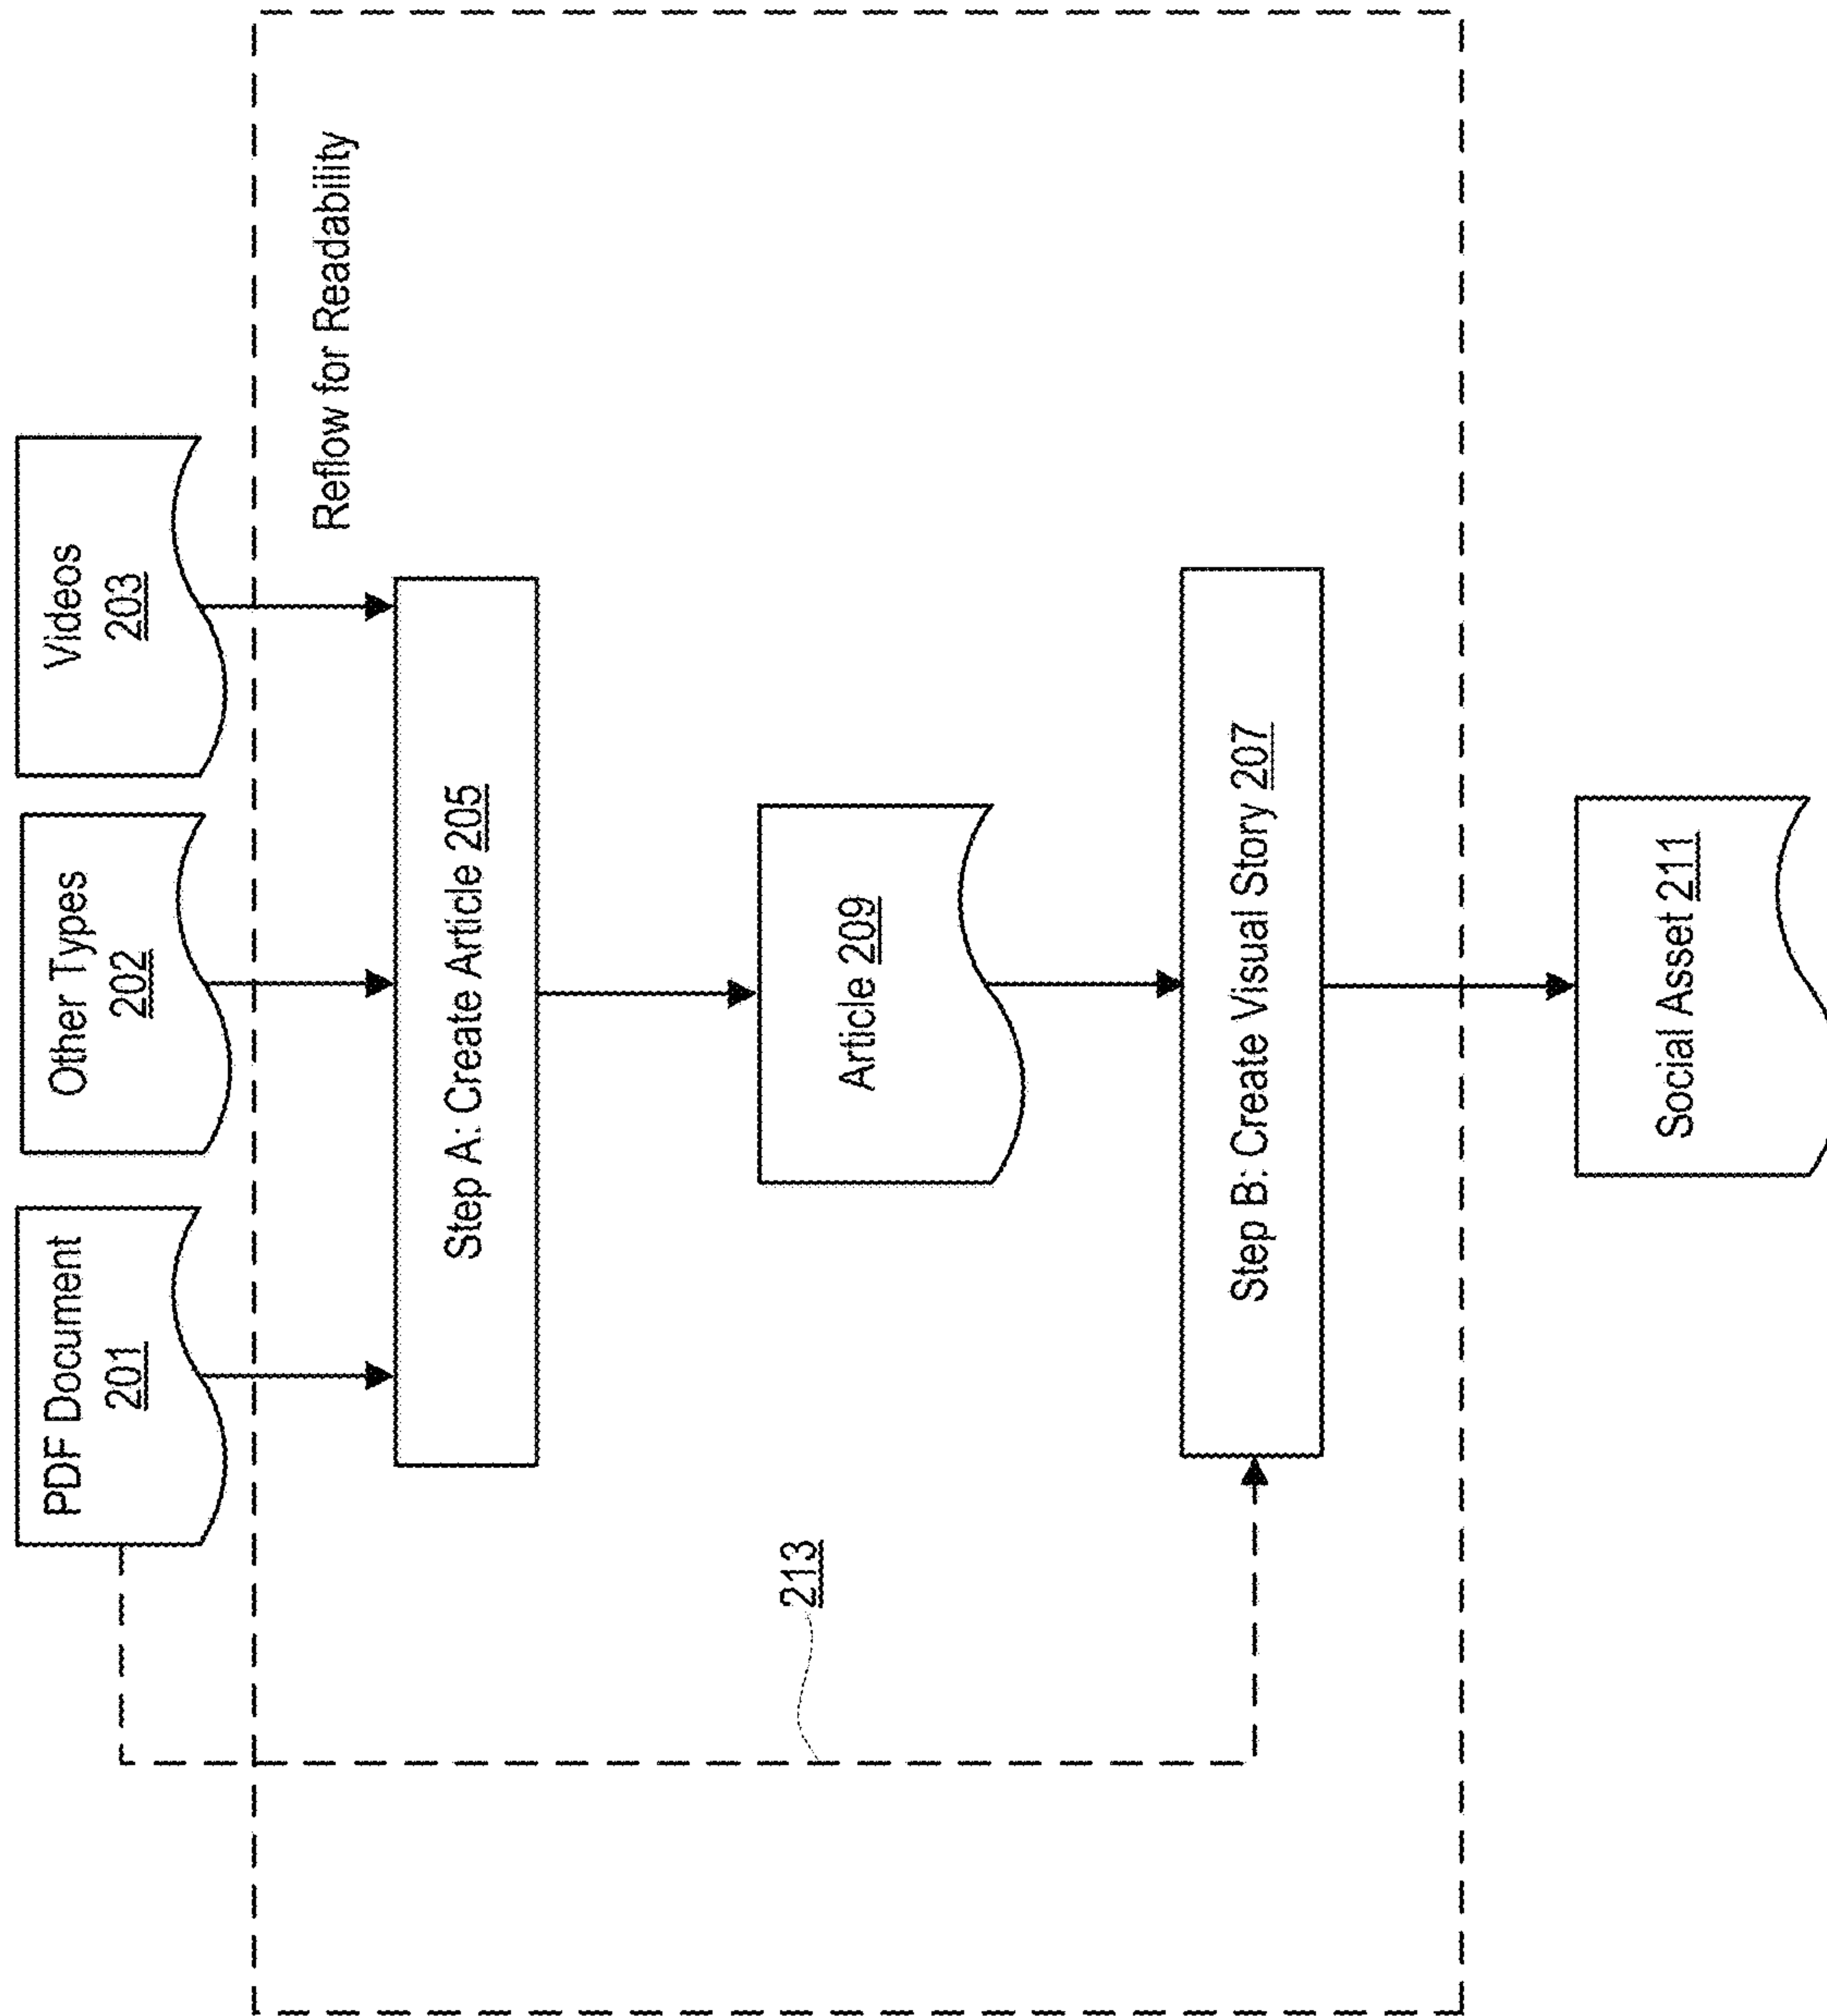 PDF Document
201
Other Types
202
Videos
203
Reflow for Readability
Step A: Create Article 205
Article 209
213
Step B: Create Visual Story 207
Social Asset 211